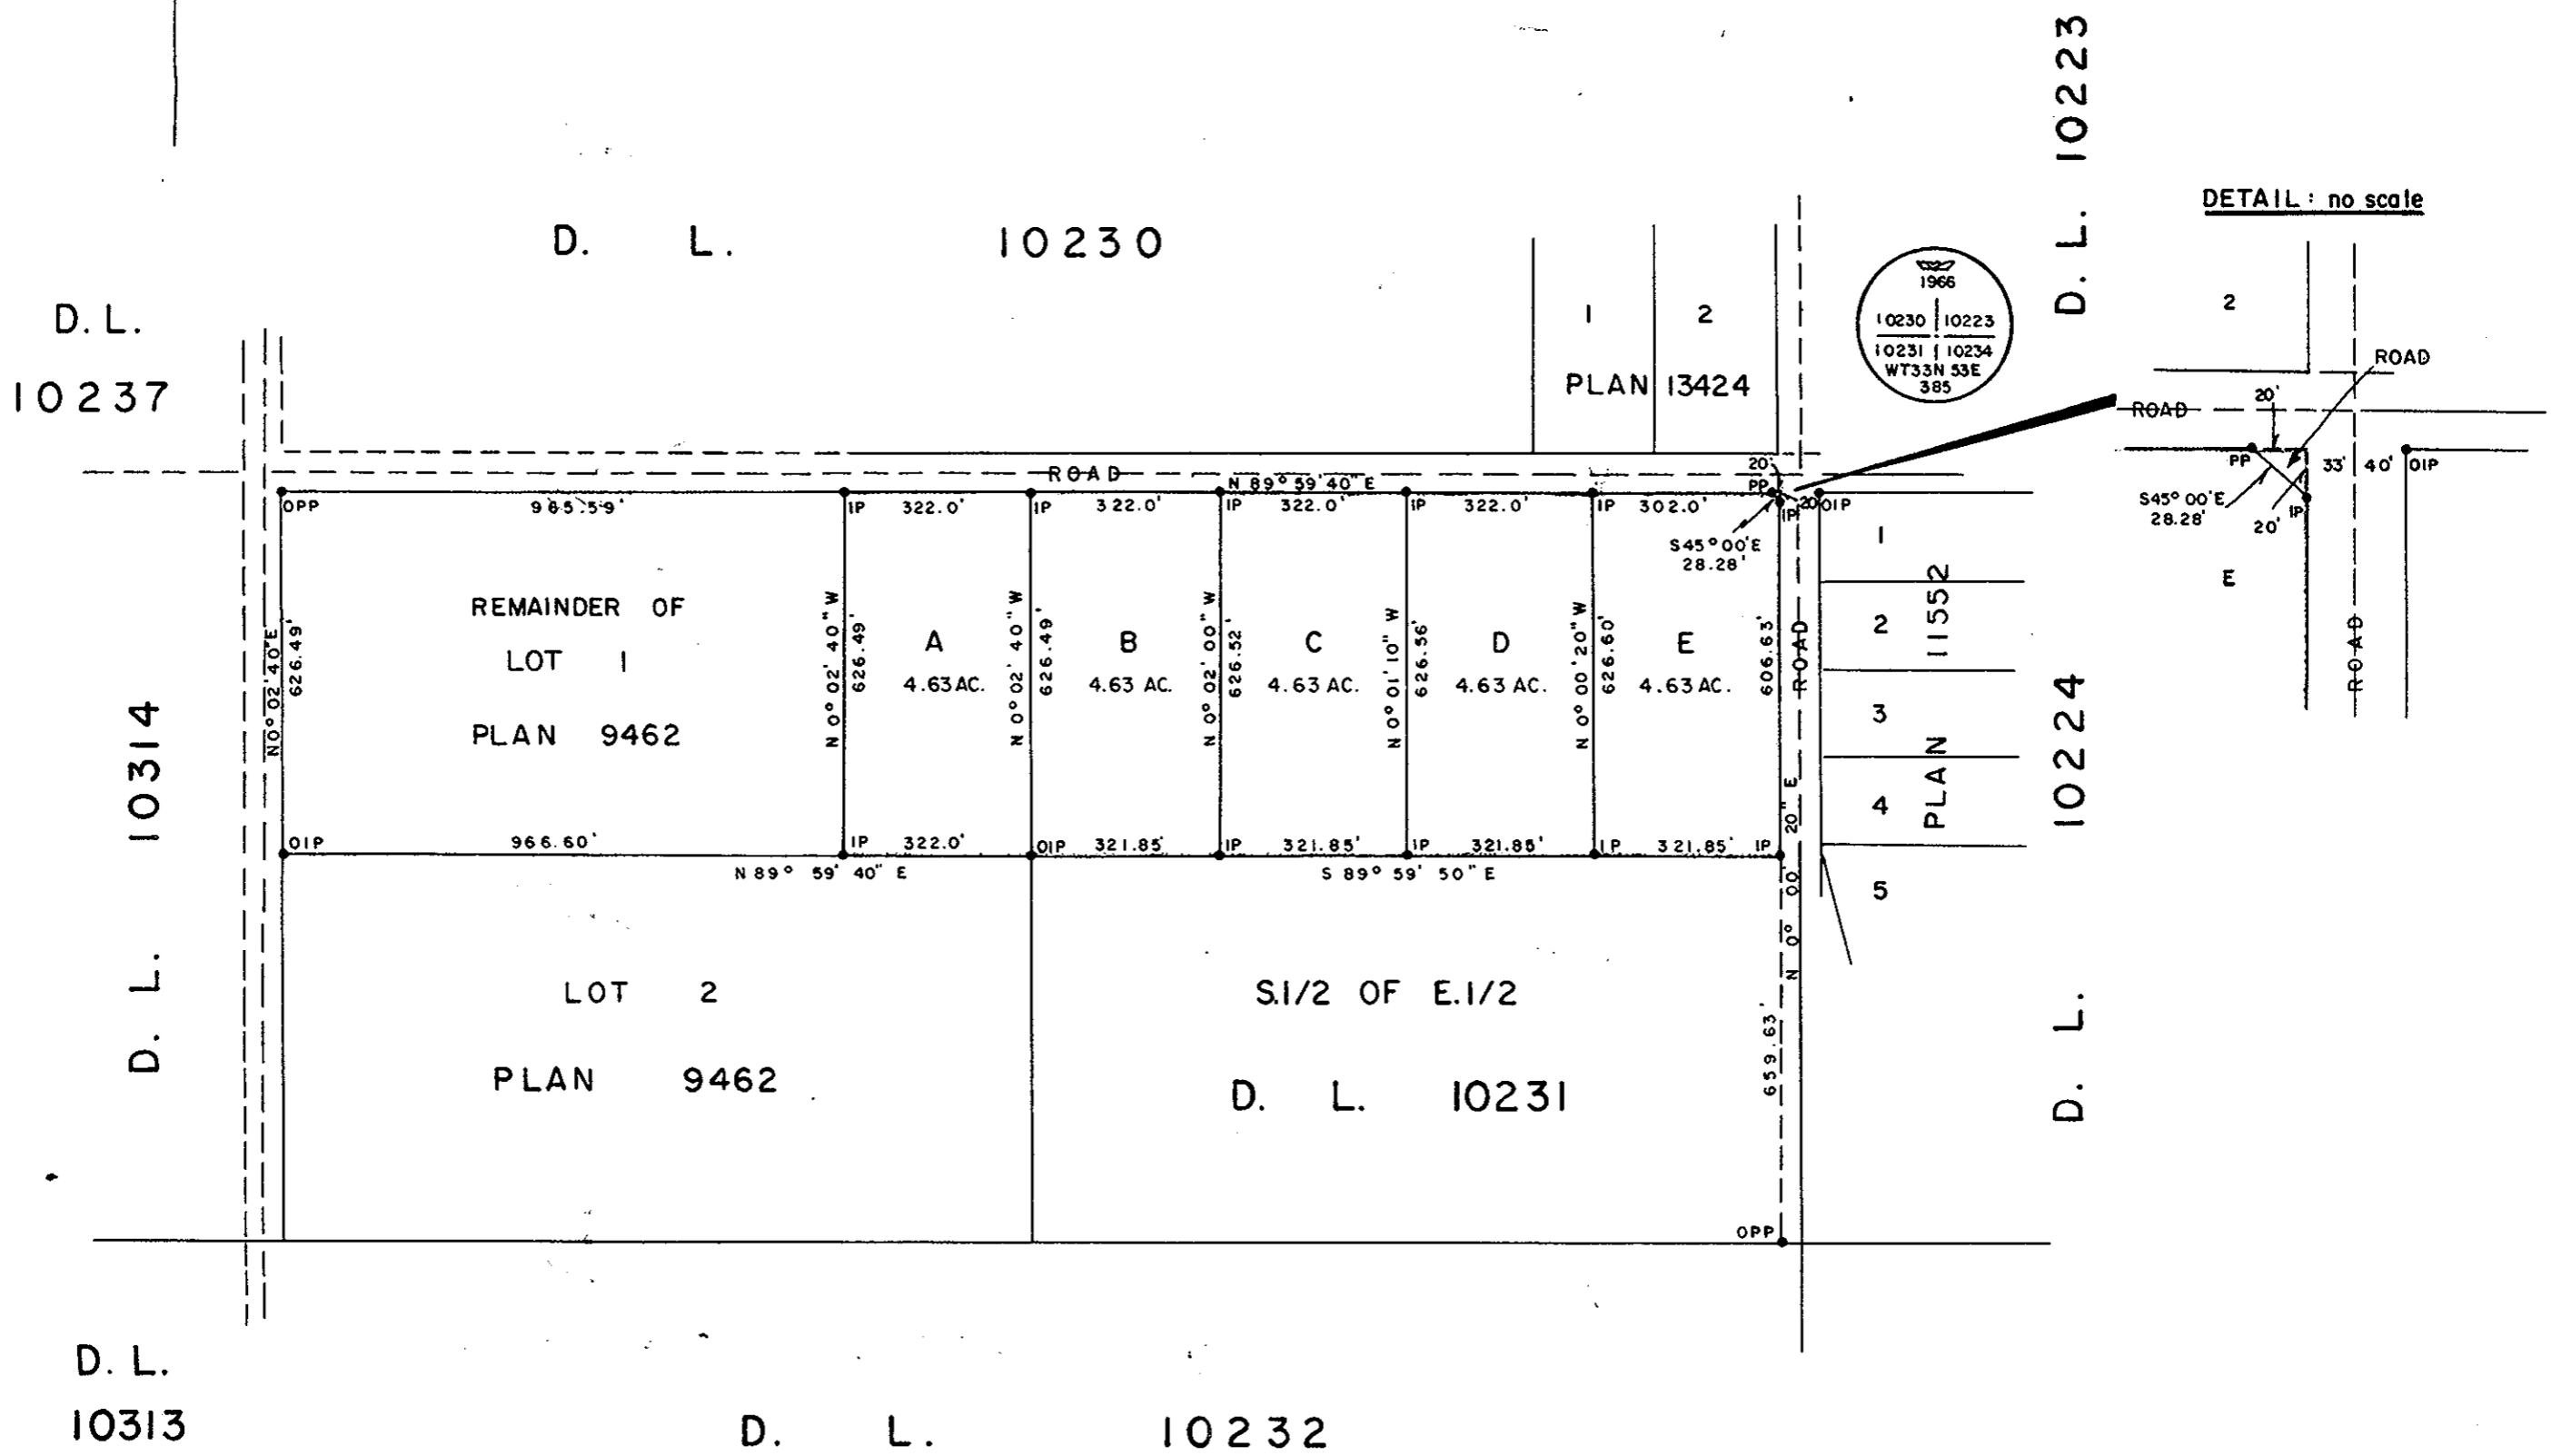 D. L. 10223
DETAIL: no scale
D. L. 10230
D. L.
10237
1966
10230 10223
10231 10234
WT33N 53E
385
1 2
PLAN 13424
2
ROAD
ROAD
20'
PP
33' 40' OIP
S45° 00'E
28.28'
20'
IP
E
ROAD
ROAD
N 89° 59' 40" E
20'
PP
OPP
965.59'
IP
322.0'
IP
322.0'
IP
322.0'
IP
322.0'
IP
302.0'
IP
20'
OIP
S45° 00'E
28.28'
N0° 02' 40"E
626.49'
REMAINDER OF
LOT 1
PLAN 9462
N 0° 02' 40" W
626.49'
A
4.63 AC.
N 0° 02' 40" W
626.49'
B
4.63 AC.
N 0° 02' 00" W
626.52'
C
4.63 AC.
N 0° 01' 10" W
626.56'
D
4.63 AC.
N 0° 00' 20" W
626.60'
E
4.63 AC.
606.63'
ROAD
1
2
3
4
5
PLAN 11552
D. L. 10314
D. L. 10224
OIP
966.60'
IP
322.0'
OIP
321.85'
IP
321.85'
IP
321.85'
IP
321.85'
IP
N 89° 59' 40" E
S 89° 59' 50" E
N 0° 00' 20" E
LOT 2
PLAN 9462
S.1/2 OF E.1/2
D. L. 10231
659.63'
OPP
D. L.
10313
D. L. 10232